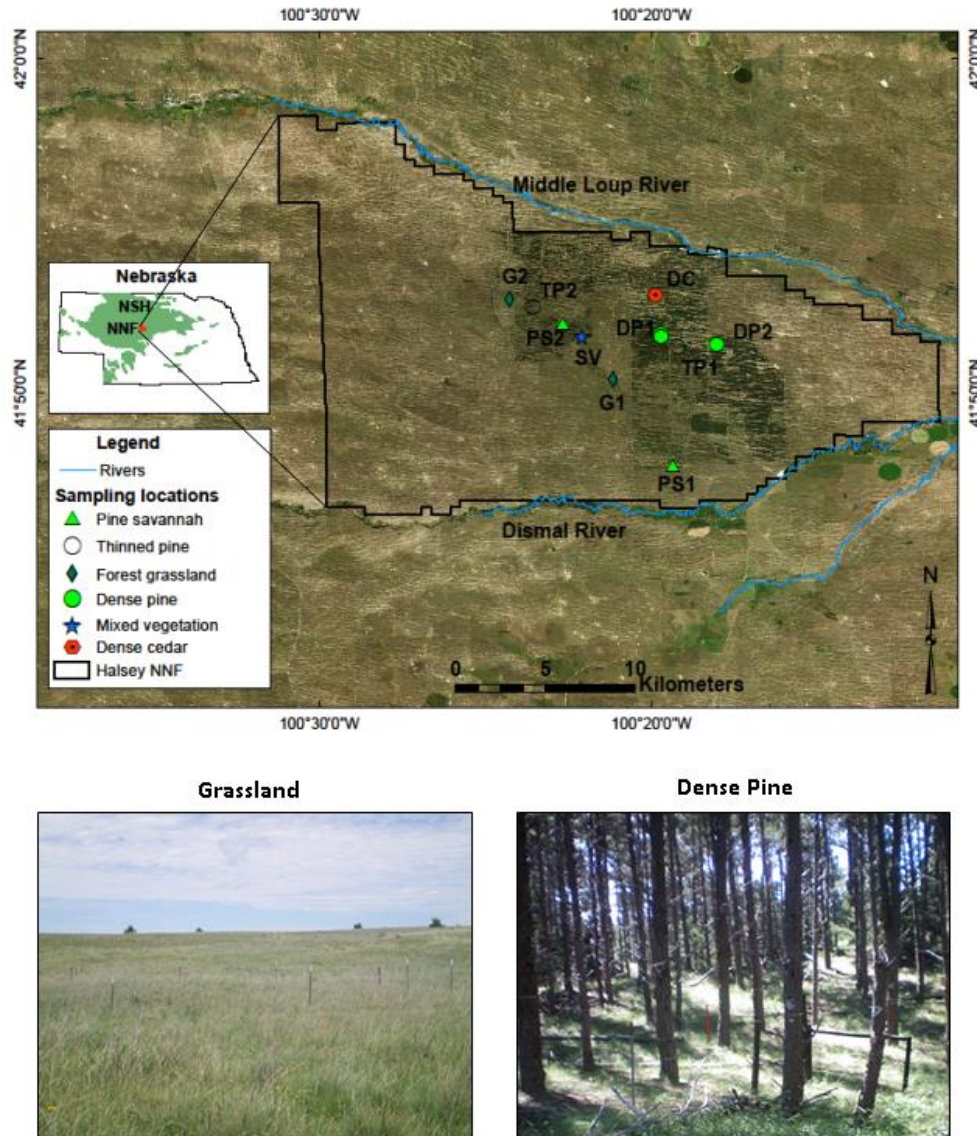 100°30'0"W 100°20'0"W
42°0'0"N 42°0'0"N
Middle Loup River
Nebraska
NSH
NNF
G2 TP2 DC
PS2 DP1 DP2
SV TP1
G1
41°50'0"N 41°50'0"N
PS1
Dismal River
Legend
Rivers
Sampling locations
Pine savannah
Thinned pine
Forest grassland
Dense pine
Mixed vegetation
Dense cedar
Halsey NNF
N
0 5 10
Kilometers
100°30'0"W 100°20'0"W
Grassland Dense Pine